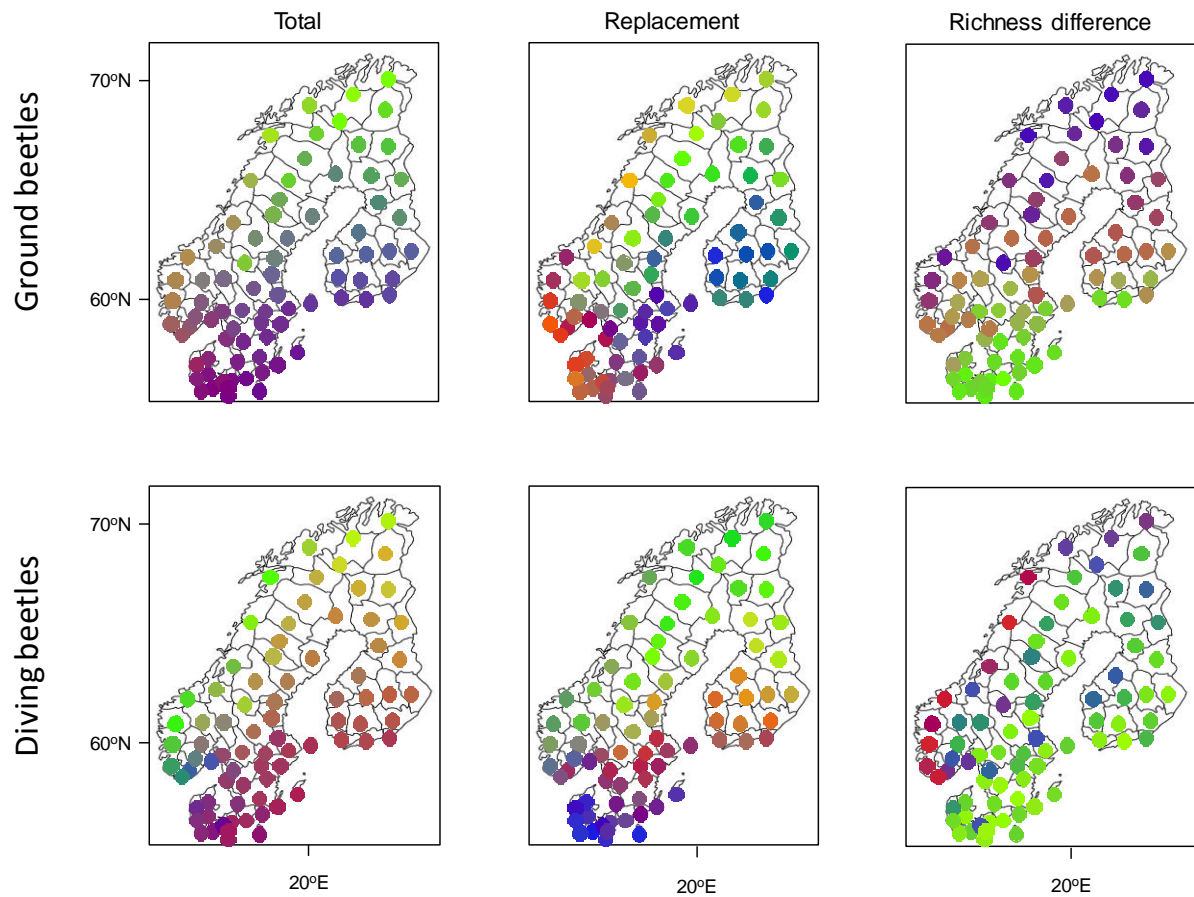 Total
Replacement
Richness difference
Ground beetles
70ºN
60ºN
Diving beetles
70ºN
60ºN
20ºE
20ºE
20ºE